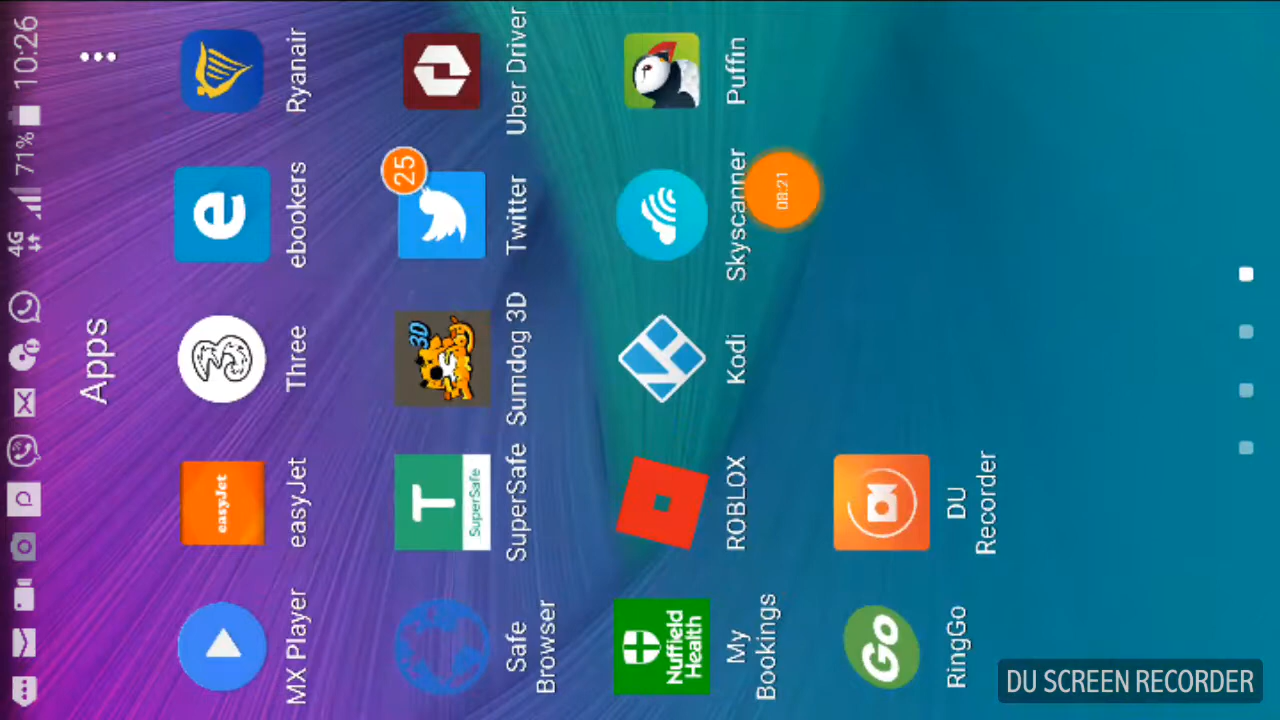 4G 71% 10:26
Apps
easyJet
MX Player
easyJet
Three
ebookers
Ryanair
T
SuperSafe
3D
25
Safe
Browser
SuperSafe
Sumdog 3D
Twitter
Uber Driver
Nuffield
Health
My
Bookings
ROBLOX
Kodi
Skyscanner
Puffin
08:21
Go
RingGo
DU
Recorder
DU SCREEN RECORDER